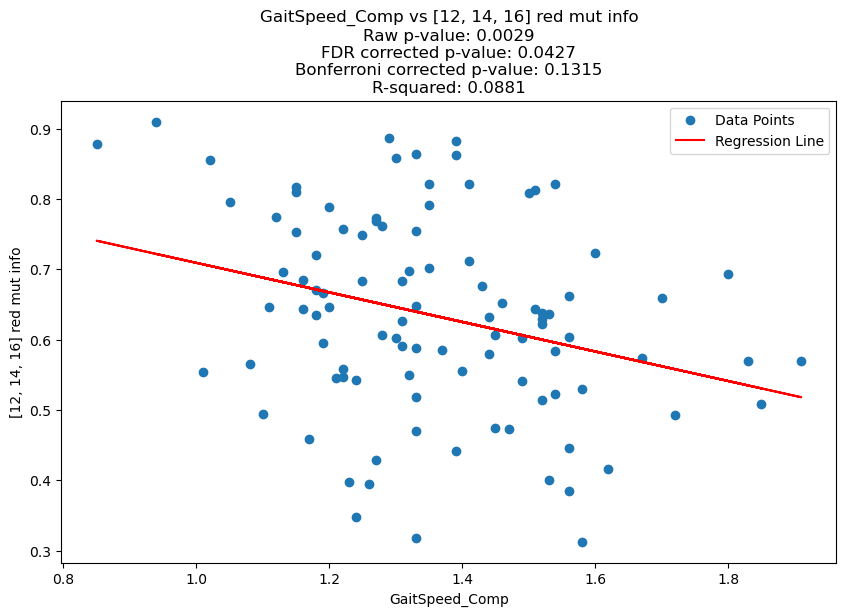 GaitSpeed_Comp vs [12, 14, 16] red mut info
Raw p-value: 0.0029
FDR corrected p-value: 0.0427
Bonferroni corrected p-value: 0.1315
R-squared: 0.0881
Data Points
Regression Line
[12, 14, 16] red mut info
0.9
0.8
0.7
0.6
0.5
0.4
0.3
0.8 1.0 1.2 1.4 1.6 1.8
GaitSpeed_Comp